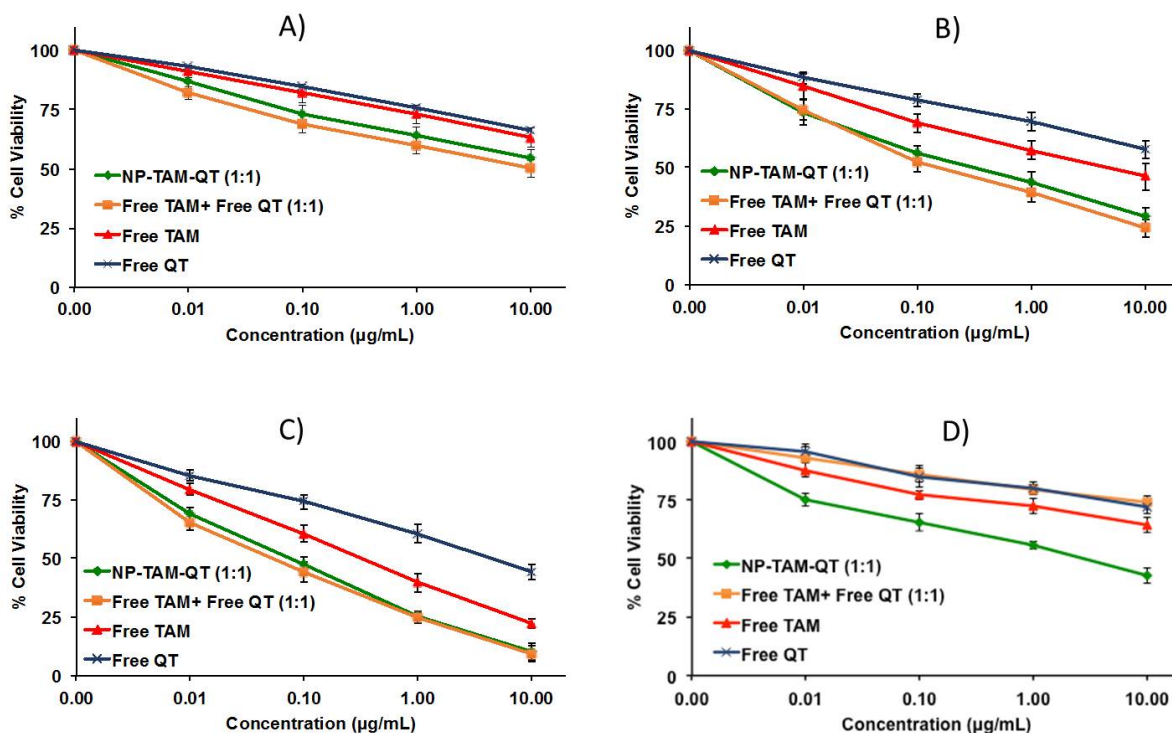 A)
% Cell Viability
100
75
50
25
0
NP-TAM-QT (1:1)
Free TAM+ Free QT (1:1)
Free TAM
Free QT
0.00 0.01 0.10 1.00 10.00
Concentration (µg/mL)
B)
% Cell Viability
100
75
50
25
0
NP-TAM-QT (1:1)
Free TAM+ Free QT (1:1)
Free TAM
Free QT
0.00 0.01 0.10 1.00 10.00
Concentration (µg/mL)
C)
% Cell Viability
100
75
50
25
0
NP-TAM-QT (1:1)
Free TAM+ Free QT (1:1)
Free TAM
Free QT
0.00 0.01 0.10 1.00 10.00
Concentration (µg/mL)
D)
% Cell Viability
100
75
50
25
0
NP-TAM-QT (1:1)
Free TAM+ Free QT (1:1)
Free TAM
Free QT
0.00 0.01 0.10 1.00 10.00
Concentration (µg/mL)